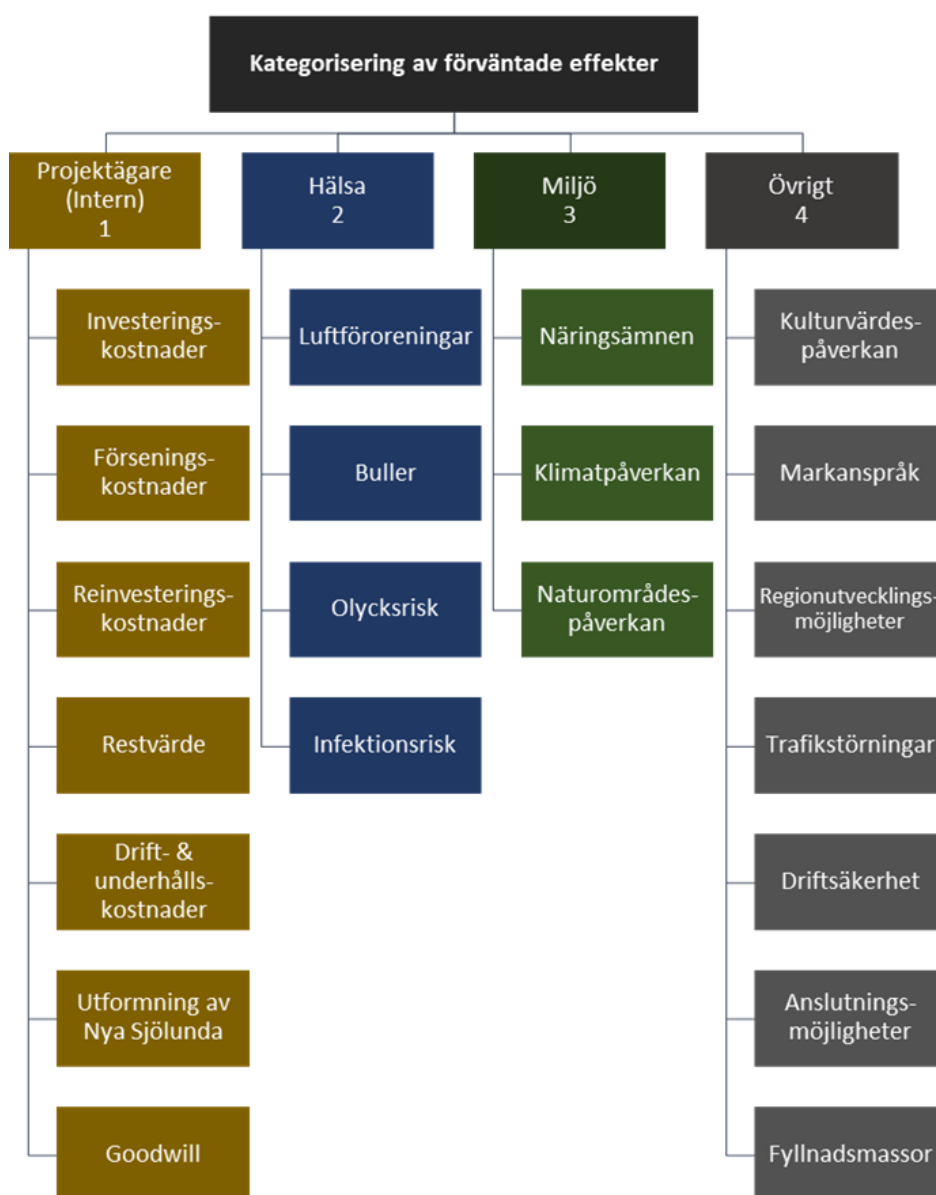 Kategorisering av förväntade effekter
Projektägare
(Intern)
1
Investerings-
kostnader
Försenings-
kostnader
Reinvesterings-
kostnader
Restvärde
Drift- &
underhålls-
kostnader
Utformning av
Nya Sjölunda
Goodwill
Hälsa
2
Luftföroreningar
Buller
Olycksrisk
Infektionsrisk
Miljö
3
Näringsämnen
Klimatpåverkan
Naturområdes-
påverkan
Övrigt
4
Kulturvärdes-
påverkan
Markanspråk
Regionutvecklings-
möjligheter
Trafikstörningar
Driftsäkerhet
Anslutnings-
möjligheter
Fyllnadsmassor